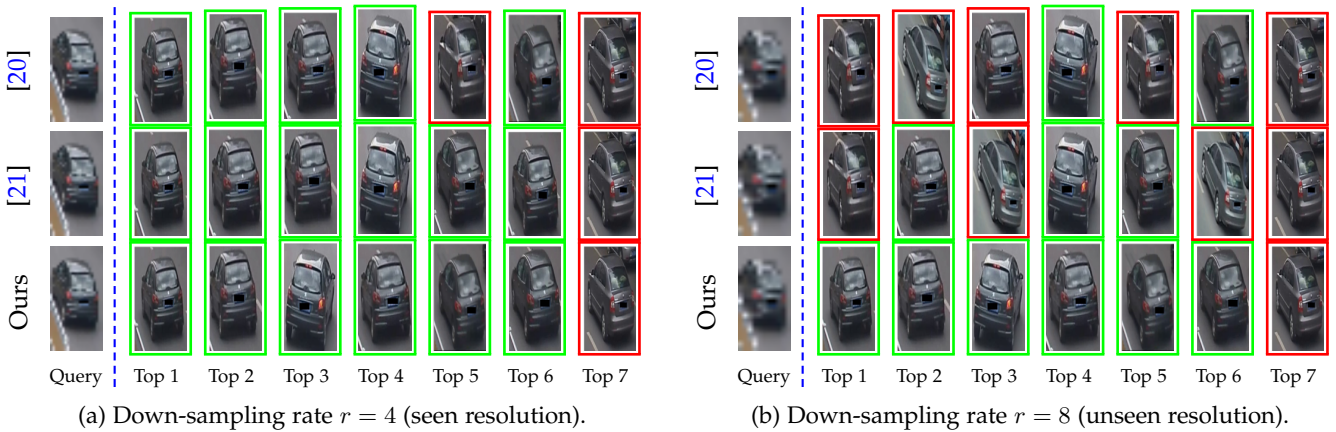 [20]
[21]
Ours
Query Top 1 Top 2 Top 3 Top 4 Top 5 Top 6 Top 7
(a) Down-sampling rate r = 4 (seen resolution).
[20]
[21]
Ours
Query Top 1 Top 2 Top 3 Top 4 Top 5 Top 6 Top 7
(b) Down-sampling rate r = 8 (unseen resolution).